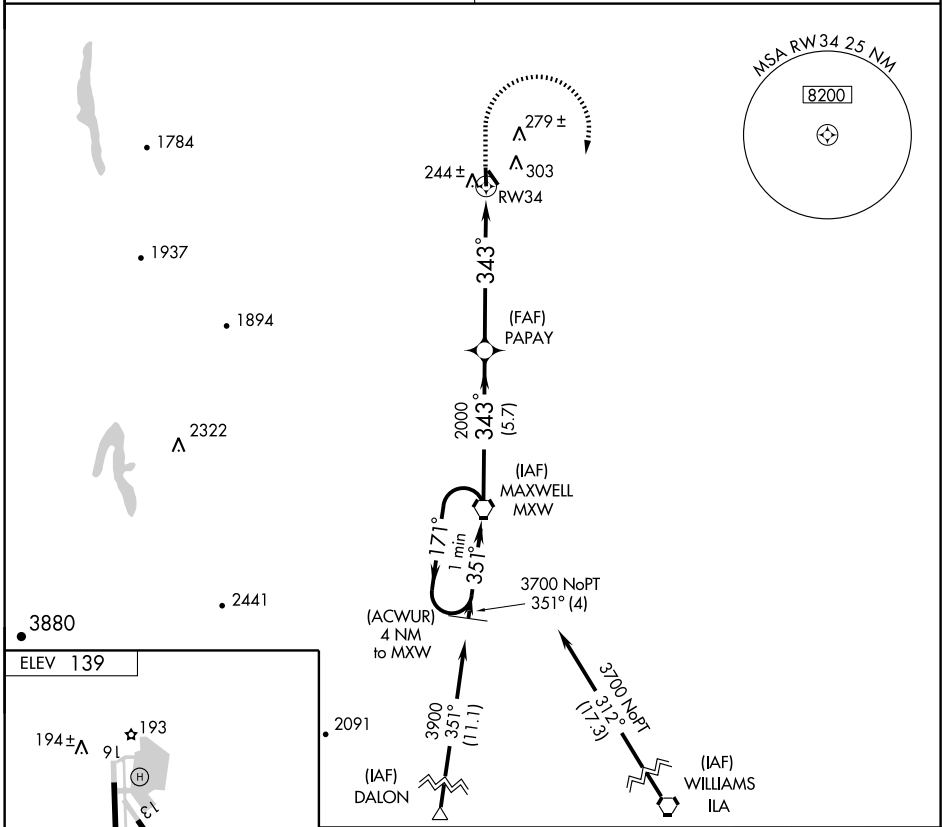 MSA RW34 25 NM
8200
1784
279 ±
244 ±
303
RW34
1937
343°
1894
(FAF)
PAPAY
2000
343°
(5.7)
2322
(IAF)
MAXWELL
MXW
171°
1 min
351°
3700 NoPT
351° (4)
2441
(ACWUR)
4 NM
to MXW
3880
ELEV 139
3900
351°
(11.1)
3700 NoPT
312°
(17.3)
2091
193
194 ±
16
H
13
(IAF)
DALON
(IAF)
WILLIAMS
ILA